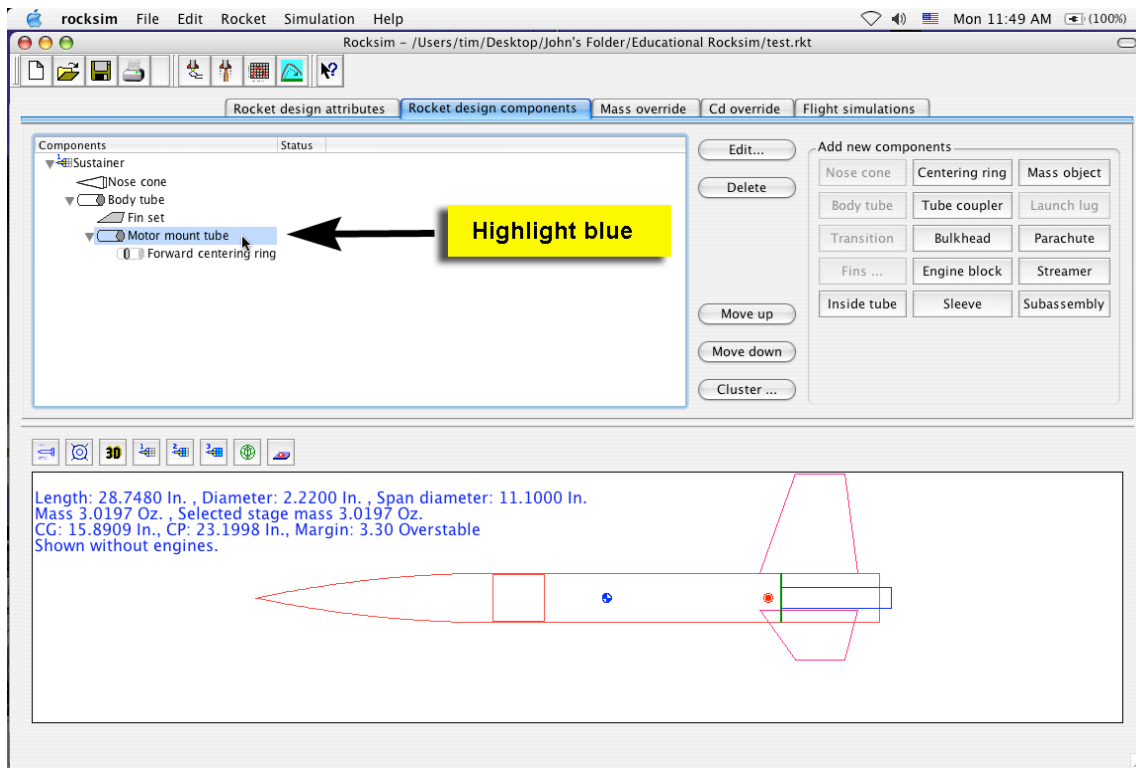 rocksim File Edit Rocket Simulation Help Mon 11:49 AM (100%)
Rocksim - /Users/tim/Desktop/John's Folder/Educational Rocksim/test.rkt
Rocket design attributes Rocket design components Mass override Cd override Flight simulations
Components Status
1 Sustainer
Nose cone
Body tube
Fin set
Motor mount tube
Forward centering ring
Highlight blue
Edit...
Delete
Move up
Move down
Cluster ...
Add new components
Nose cone Centering ring Mass object
Body tube Tube coupler Launch lug
Transition Bulkhead Parachute
Fins ... Engine block Streamer
Inside tube Sleeve Subassembly
3D 1 2 3
Length: 28.7480 In. , Diameter: 2.2200 In. , Span diameter: 11.1000 In.
Mass 3.0197 Oz. , Selected stage mass 3.0197 Oz.
CG: 15.8909 In., CP: 23.1998 In., Margin: 3.30 Overstable
Shown without engines.